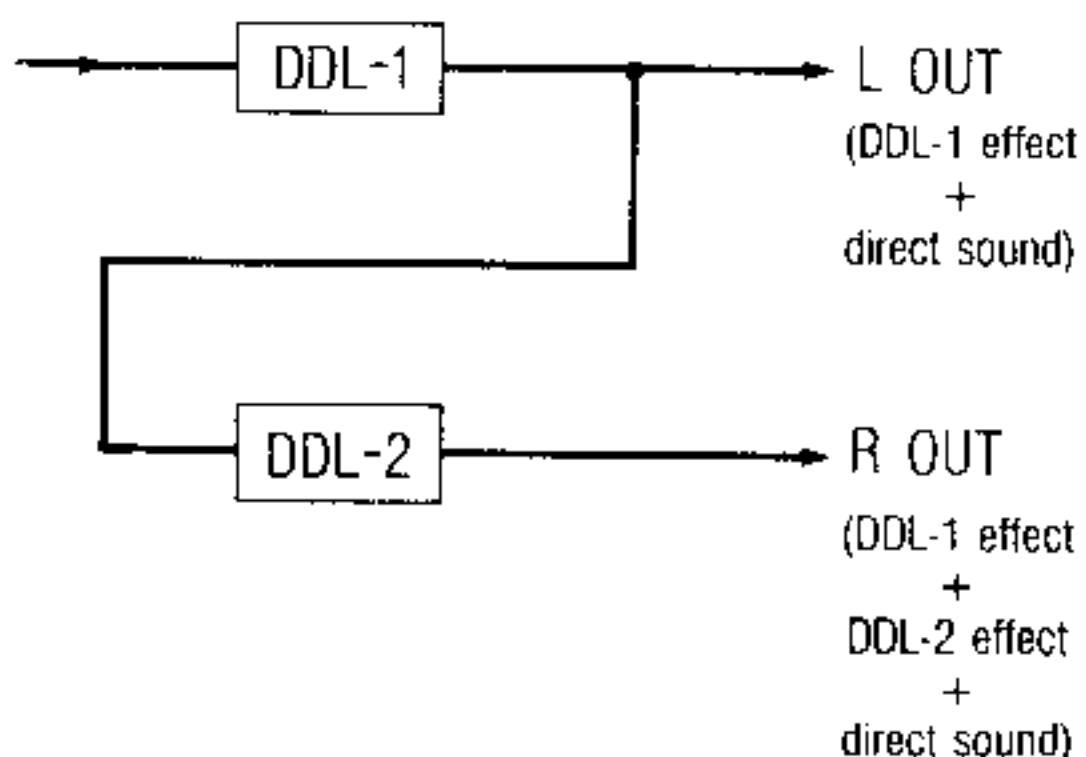 DDL-1
L OUT
(DDL-1 effect
+
direct sound)
DDL-2
R OUT
(DDL-1 effect
+
DDL-2 effect
+
direct sound)